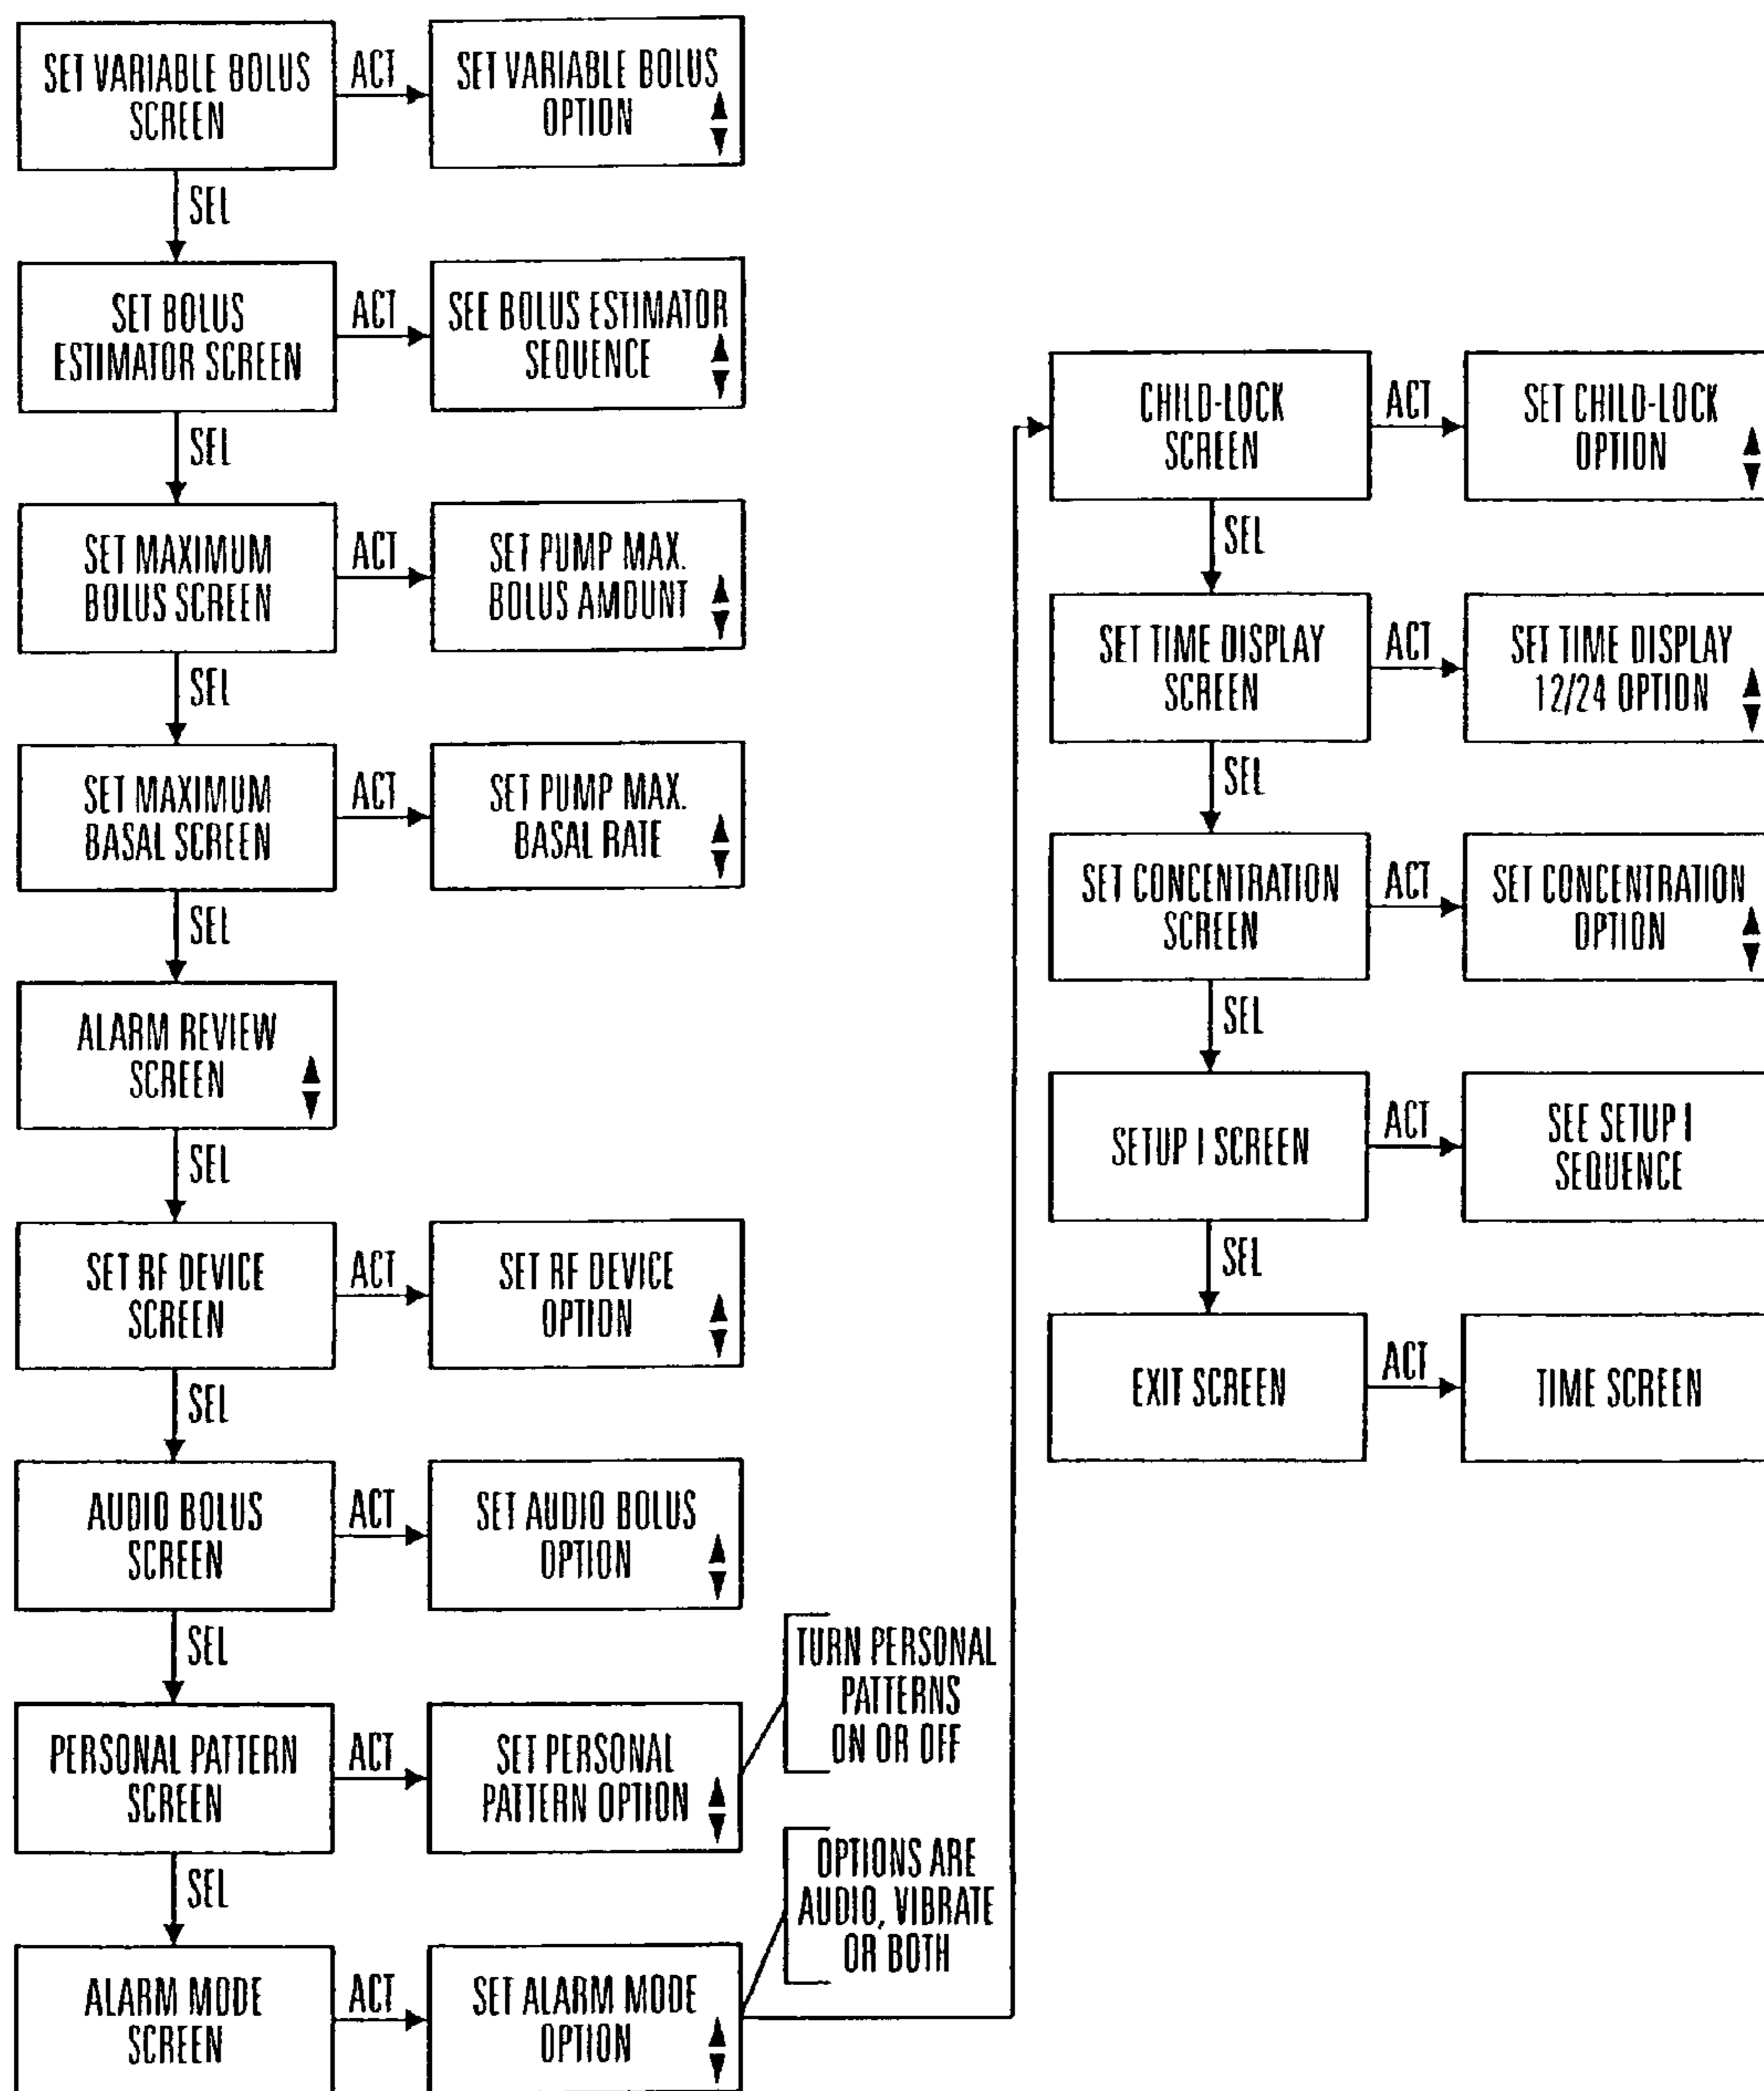 SET VARIABLE BOLUS
SCREEN
ACT
SET VARIABLE BOLUS
OPTION
SEL
SET BOLUS
ESTIMATOR SCREEN
ACT
SEE BOLUS ESTIMATOR
SEQUENCE
SEL
SET MAXIMUM
BOLUS SCREEN
ACT
SET PUMP MAX.
BOLUS AMOUNT
SEL
SET MAXIMUM
BASAL SCREEN
ACT
SET PUMP MAX.
BASAL RATE
SEL
ALARM REVIEW
SCREEN
SEL
SET RF DEVICE
SCREEN
ACT
SET RF DEVICE
OPTION
SEL
AUDIO BOLUS
SCREEN
ACT
SET AUDIO BOLUS
OPTION
SEL
PERSONAL PATTERN
SCREEN
ACT
SET PERSONAL
PATTERN OPTION
TURN PERSONAL
PATTERNS
ON OR OFF
SEL
ALARM MODE
SCREEN
ACT
SET ALARM MODE
OPTION
OPTIONS ARE
AUDIO, VIBRATE
OR BOTH
CHILD-LOCK
SCREEN
ACT
SET CHILD-LOCK
OPTION
SEL
SET TIME DISPLAY
SCREEN
ACT
SET TIME DISPLAY
12/24 OPTION
SEL
SET CONCENTRATION
SCREEN
ACT
SET CONCENTRATION
OPTION
SEL
SETUP I SCREEN
ACT
SEE SETUP I
SEQUENCE
SEL
EXIT SCREEN
ACT
TIME SCREEN